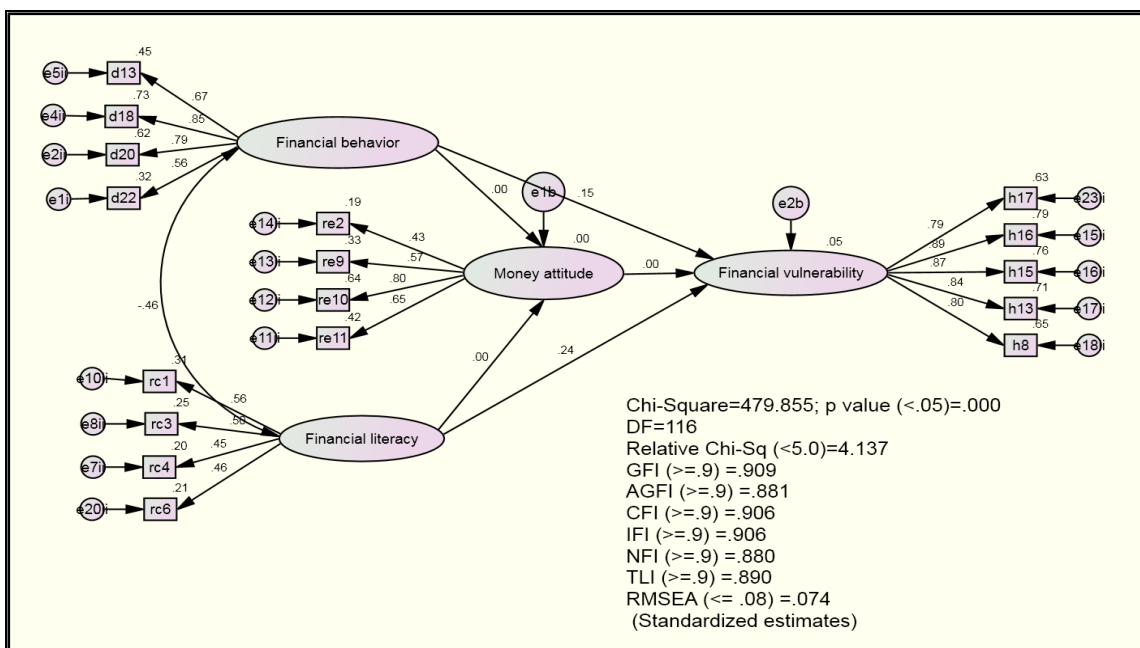 .45
e5i
d13
.67
.73
e4i
d18
.85
.62
e2i
d20
.79
.56
.32
e1i
d22
Financial behavior
.00
e1b
.15
e2b
.19
e14i
re2
.43
.33
e13i
re9
.57
.64
e12i
re10
.80
.65
.42
e11i
re11
Money attitude
.00
.00
.05
Financial vulnerability
.63
h17
e23i
.79
.79
h16
e15i
.89
.76
h15
e16i
.87
.71
h13
e17i
.84
.65
h8
e18i
.80
-.46
.00
.24
.31
e10i
rc1
.56
.25
e8i
rc3
.50
.20
e7i
rc4
.45
.46
.21
e20i
rc6
Financial literacy
Chi-Square=479.855; p value (<.05)=.000
DF=116
Relative Chi-Sq (<5.0)=4.137
GFI (>=.9) =.909
AGFI (>=.9) =.881
CFI (>=.9) =.906
IFI (>=.9) =.906
NFI (>=.9) =.880
TLI (>=.9) =.890
RMSEA (<= .08) =.074
(Standardized estimates)